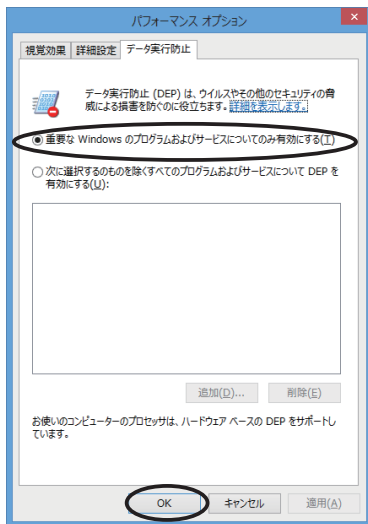 パフォーマンス オプション
視覚効果 詳細設定 データ実行防止
データ実行防止 (DEP) は、ウイルスやその他のセキュリティの脅
威による損害を防ぐのに役立ちます。詳細を表示します。
重要な Windows のプログラムおよびサービスについてのみ有効にする(T)
次に選択するのものを除くすべてのプログラムおよびサービスについて DEP を
有効にする(U):
追加(D)... 削除(E)
お使いのコンピューターのプロセッサは、ハードウェア ベースの DEP をサポートし
ています。
OK キャンセル 適用(A)